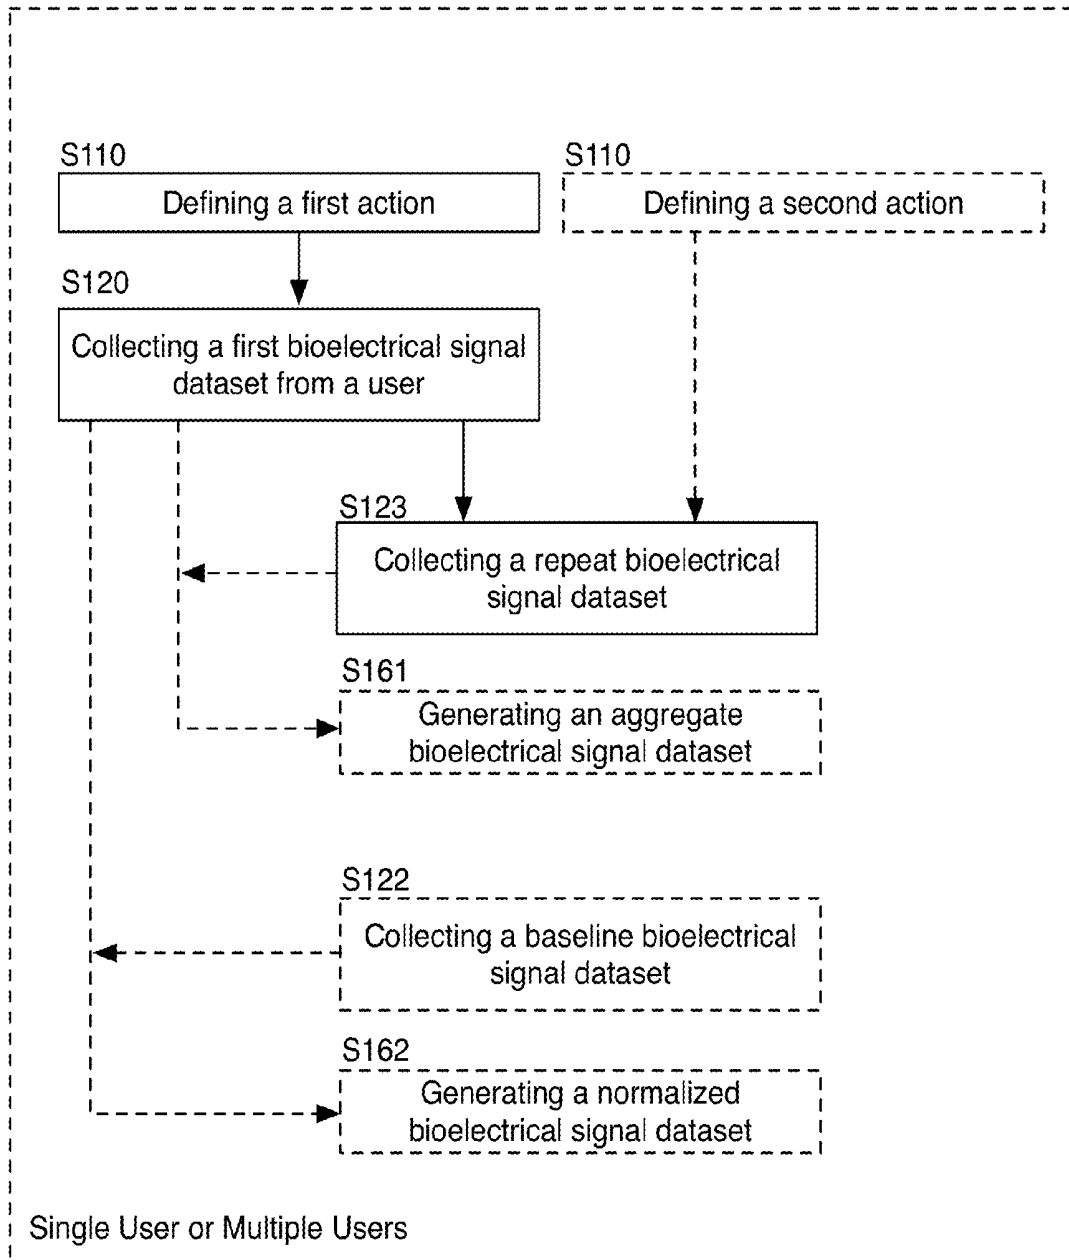 S110
Defining a first action
S110
Defining a second action
S120
Collecting a first bioelectrical signal
dataset from a user
S123
Collecting a repeat bioelectrical
signal dataset
S161
Generating an aggregate
bioelectrical signal dataset
S122
Collecting a baseline bioelectrical
signal dataset
S162
Generating a normalized
bioelectrical signal dataset
Single User or Multiple Users